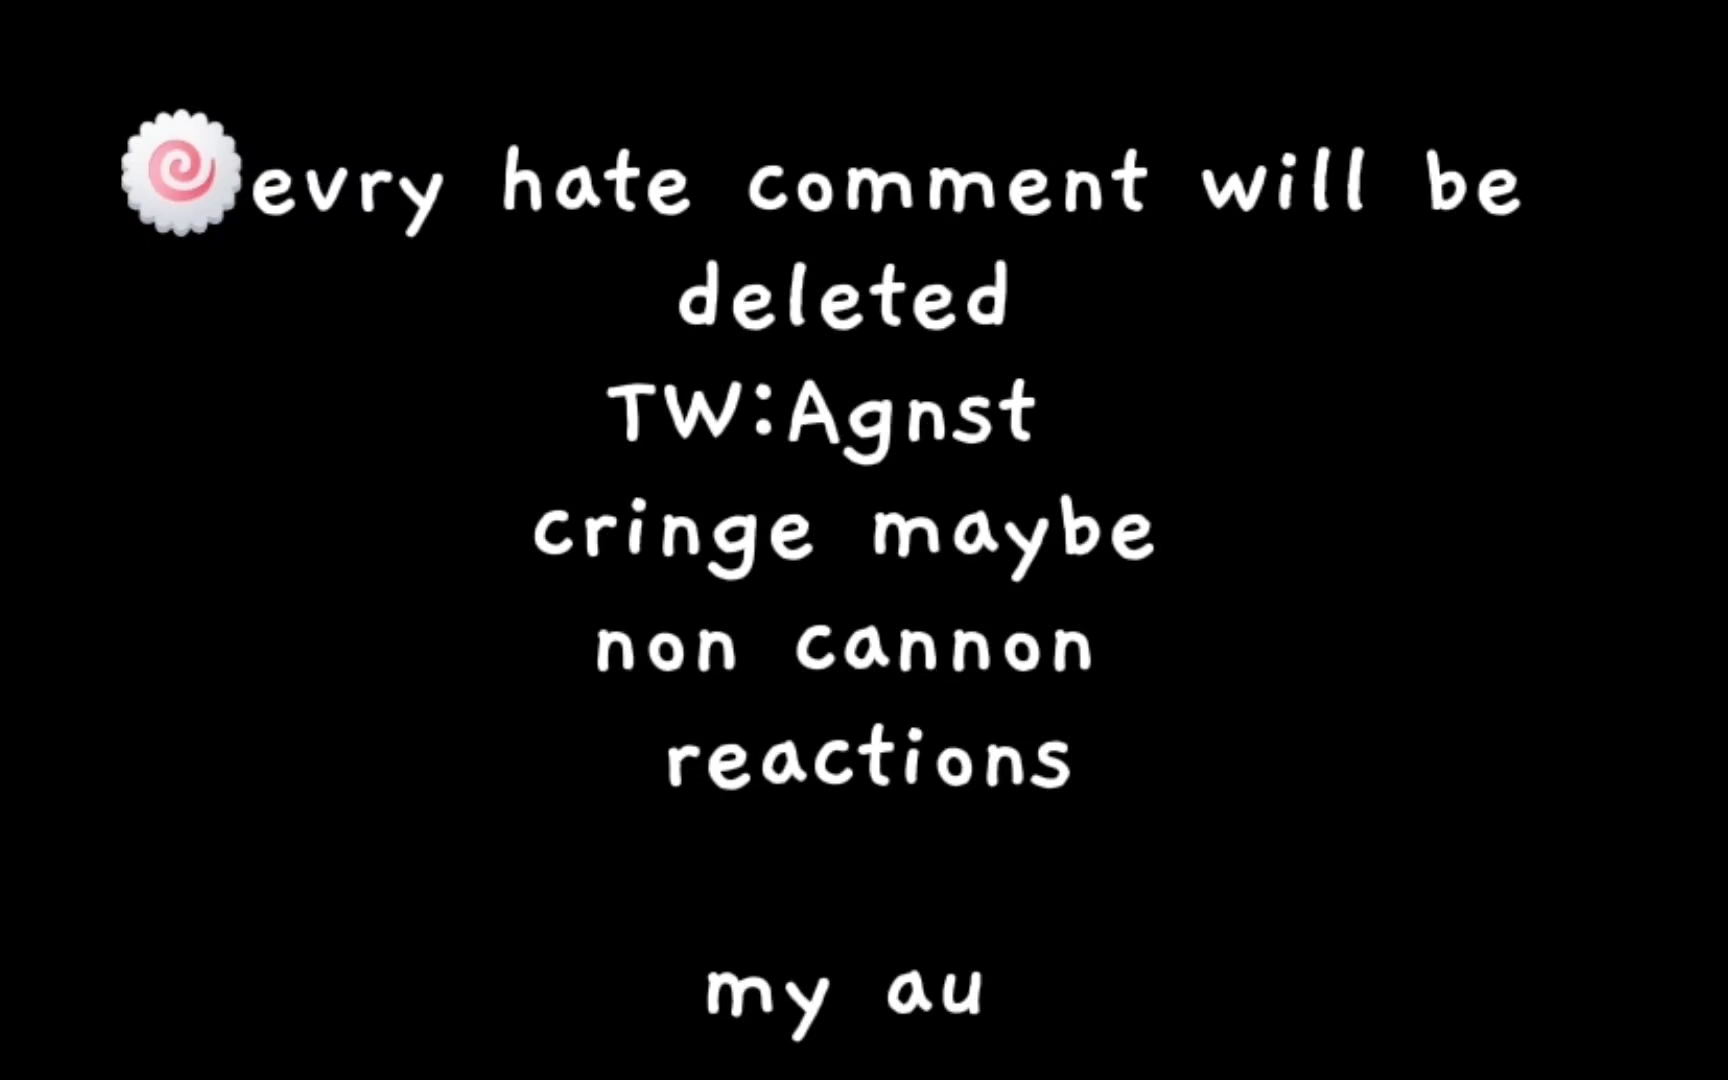 🍥evry hate comment will be
deleted
TW:Agnst
cringe maybe
non cannon
reactions
my au